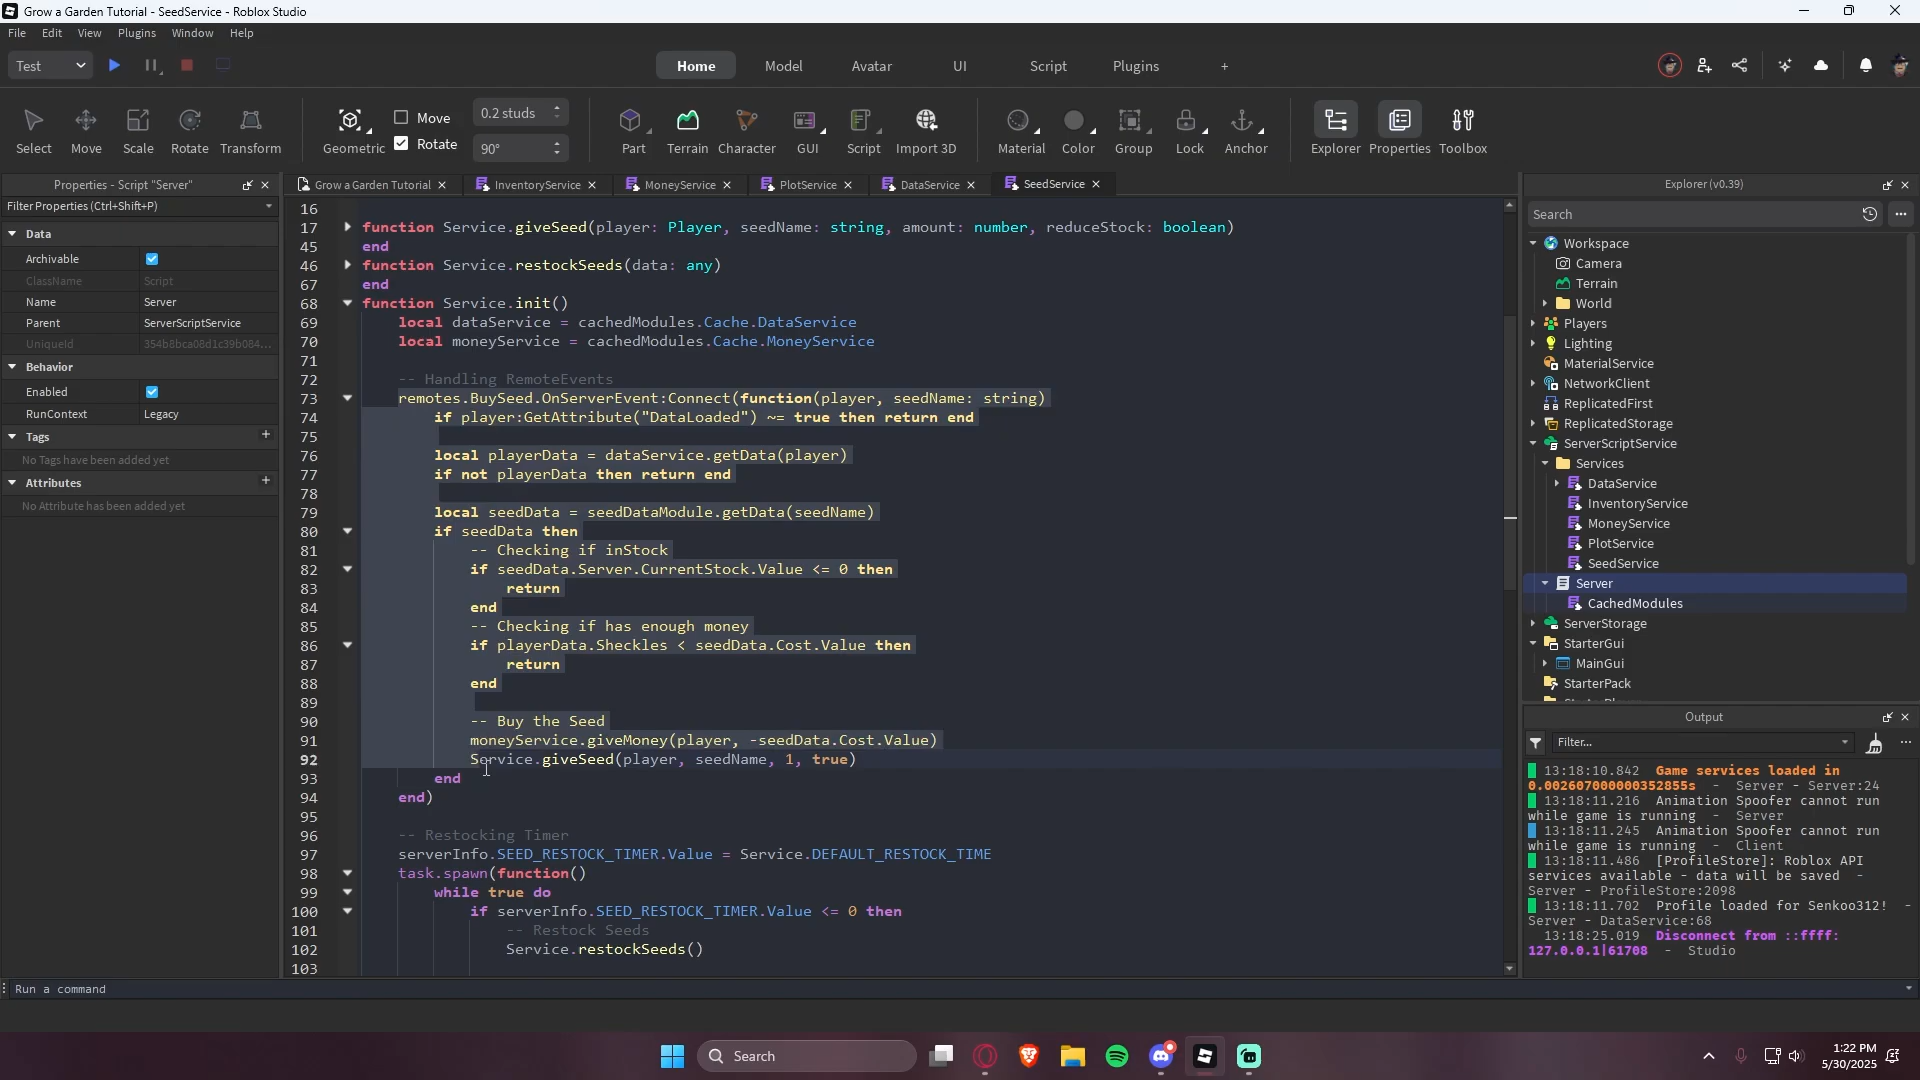 Grow a Garden Tutorial - SeedService - Roblox Studio
File Edit View Plugins Window Help
Test
Home Model Avatar UI Script Plugins +
Select Move Scale Rotate Transform
Geometric Move Rotate
0.2 studs
90°
Part Terrain Character GUI Script Import 3D
Material Color Group Lock Anchor
Explorer Properties Toolbox
Properties - Script "Server"
Filter Properties (Ctrl+Shift+P)
Data
Archivable
ClassName Script
Name Server
Parent ServerScriptService
UniqueId 354b8bca08d1c39b084...
Behavior
Enabled
RunContext Legacy
Tags +
No Tags have been added yet
Attributes +
No Attribute has been added yet
Grow a Garden Tutorial InventoryService MoneyService PlotService DataService SeedService
16
17 function Service.giveSeed(player: Player, seedName: string, amount: number, reduceStock: boolean)
45 end
46 function Service.restockSeeds(data: any)
67 end
68 function Service.init()
69 local dataService = cachedModules.Cache.DataService
70 local moneyService = cachedModules.Cache.MoneyService
71
72 -- Handling RemoteEvents
73 remotes.BuySeed.OnServerEvent:Connect(function(player, seedName: string)
74 if player:GetAttribute("DataLoaded") ~= true then return end
75
76 local playerData = dataService.getData(player)
77 if not playerData then return end
78
79 local seedData = seedDataModule.getData(seedName)
80 if seedData then
81 -- Checking if inStock
82 if seedData.Server.CurrentStock.Value <= 0 then
83 return
84 end
85 -- Checking if has enough money
86 if playerData.Sheckles < seedData.Cost.Value then
87 return
88 end
89
90 -- Buy the Seed
91 moneyService.giveMoney(player, -seedData.Cost.Value)
92 Service.giveSeed(player, seedName, 1, true)
93 end
94 end)
95
96 -- Restocking Timer
97 serverInfo.SEED_RESTOCK_TIMER.Value = Service.DEFAULT_RESTOCK_TIME
98 task.spawn(function()
99 while true do
100 if serverInfo.SEED_RESTOCK_TIMER.Value <= 0 then
101 -- Restock Seeds
102 Service.restockSeeds()
103
Explorer (v0.39)
Search
Workspace
Camera
Terrain
World
Players
Lighting
MaterialService
NetworkClient
ReplicatedFirst
ReplicatedStorage
ServerScriptService
Services
DataService
InventoryService
MoneyService
PlotService
SeedService
Server
CachedModules
ServerStorage
StarterGui
MainGui
StarterPack
Output
Filter...
13:18:10.842 Game services loaded in
0.002607000000352855s - Server - Server:24
13:18:11.216 Animation Spoofer cannot run
while game is running - Server
13:18:11.245 Animation Spoofer cannot run
while game is running - Client
13:18:11.486 [ProfileStore]: Roblox API
services available - data will be saved -
Server - ProfileStore:2098
13:18:11.702 Profile loaded for Senkoo312! -
Server - DataService:68
13:18:25.019 Disconnect from ::ffff:
127.0.0.1|61708 - Studio
Run a command
Search
1:22 PM
5/30/2025